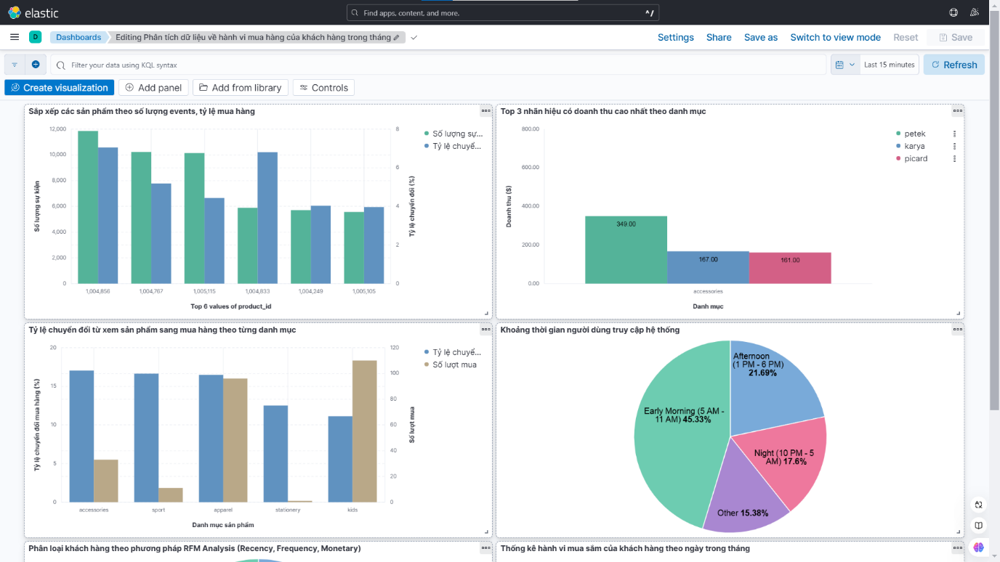 elastic
Find apps, content, and more.
^/
D
Dashboards
Editing Phân tích dữ liệu về hành vi mua hàng của khách hàng trong tháng
Settings
Share
Save as
Switch to view mode
Reset
Save
Filter your data using KQL syntax
Last 15 minutes
Refresh
Create visualization
Add panel
Add from library
Controls
Sắp xếp các sản phẩm theo số lượng events, tỷ lệ mua hàng
12,000
10,000
8,000
6,000
4,000
2,000
0
Số lượng sự kiện
8
6
4
2
0
Tỷ lệ chuyển đổi (%)
1,004,856
1,004,767
1,005,115
1,004,833
1,004,249
1,005,105
Top 6 values of product_id
Số lượng sự...
Tỷ lệ chuyể...
Top 3 nhãn hiệu có doanh thu cao nhất theo danh mục
800.00
600.00
400.00
200.00
0.00
Doanh thu ($)
349.00
167.00
161.00
accessories
Danh mục
petek
karya
picard
Tỷ lệ chuyển đổi từ xem sản phẩm sang mua hàng theo từng danh mục
20
15
10
5
0
Tỷ lệ chuyển đổi mua hàng (%)
120
100
80
60
40
20
0
Số lượt mua
accessories
sport
apparel
stationery
kids
Danh mục sản phẩm
Tỷ lệ chuyể...
Số lượt mua
Khoảng thời gian người dùng truy cập hệ thống
Afternoon
(1 PM - 6 PM)
21.69%
Early Morning (5 AM -
11 AM) 45.33%
Night (10 PM - 5
AM) 17.6%
Other 15.38%
Phân loại khách hàng theo phương pháp RFM Analysis (Recency, Frequency, Monetary)
Thống kê hành vi mua sắm của khách hàng theo ngày trong tháng